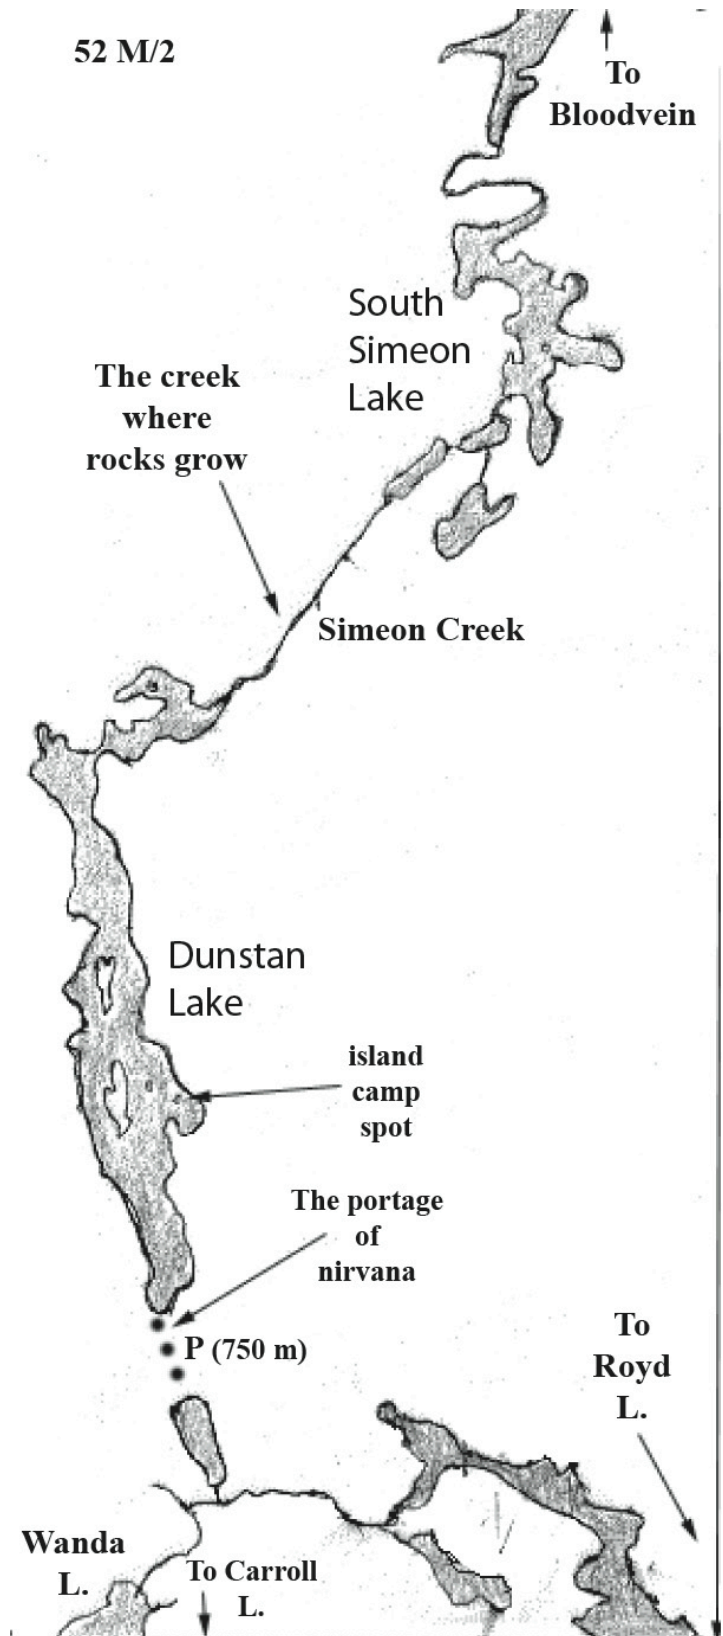 52 M/2
To
Bloodvein
South
Simeon
Lake
The creek
where
rocks grow
Simeon Creek
Dunstan
Lake
island
camp
spot
The portage
of
nirvana
P (750 m)
To
Royd
L.
Wanda
L.
To Carroll
L.